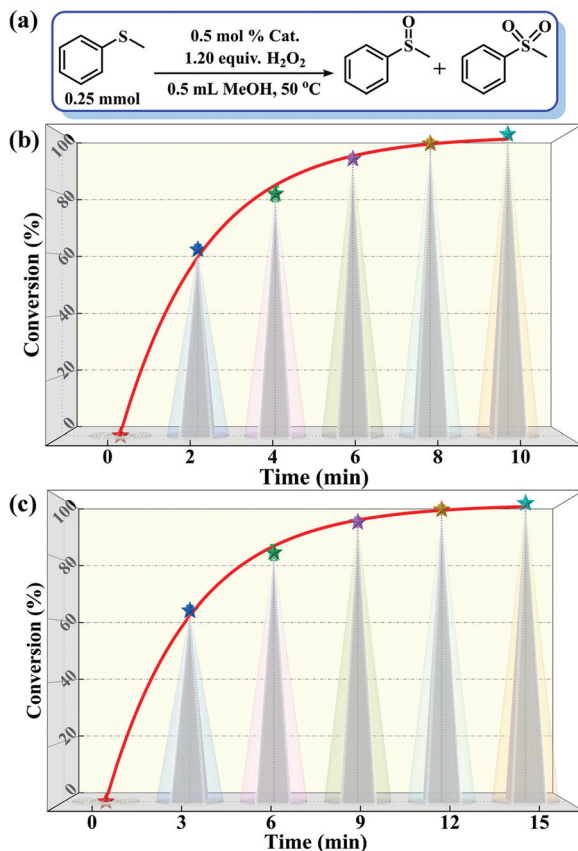 (a)
S
0.25 mmol
0.5 mol % Cat.
1.20 equiv. H₂O₂
0.5 mL MeOH, 50 °C
O
S
+
O O
S
(b)
Conversion (%)
100
80
60
40
20
0
0 2 4 6 8 10
Time (min)
(c)
Conversion (%)
100
80
60
40
20
0
0 3 6 9 12 15
Time (min)